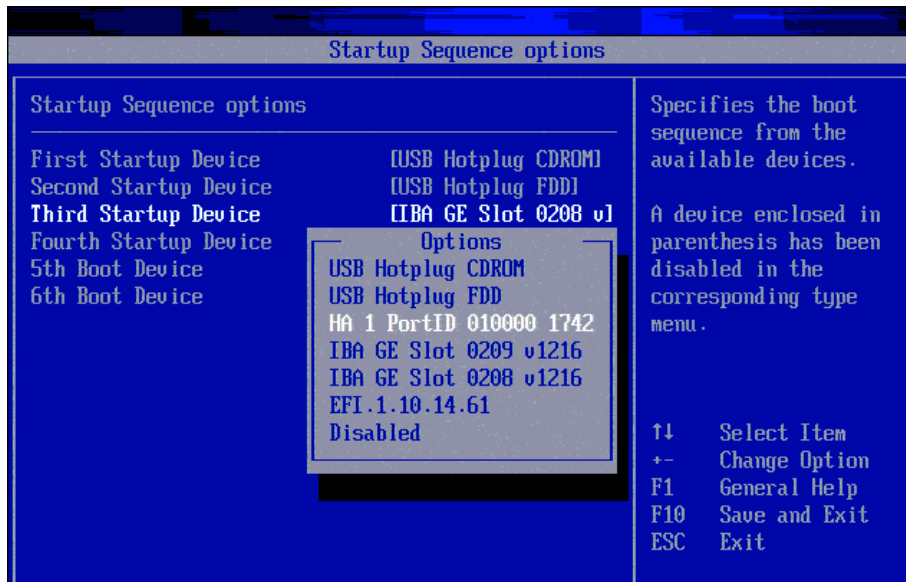 Startup Sequence options
Startup Sequence options
First Startup Device [USB Hotplug CDROM]
Second Startup Device [USB Hotplug FDD]
Third Startup Device [IBA GE Slot 0208 v]
Fourth Startup Device
5th Boot Device
6th Boot Device
Options
USB Hotplug CDROM
USB Hotplug FDD
HA 1 PortID 010000 1742
IBA GE Slot 0209 v1216
IBA GE Slot 0208 v1216
EFI.1.10.14.61
Disabled
Specifies the boot
sequence from the
available devices.
A device enclosed in
parenthesis has been
disabled in the
corresponding type
menu.
↑↓ Select Item
+- Change Option
F1 General Help
F10 Save and Exit
ESC Exit